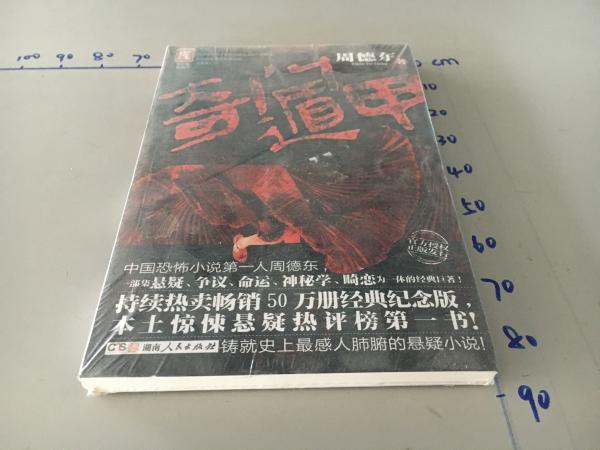 100 90 80 70
cm
周德东 著
奇门遁甲
20
30
40
50
60
70
80
90
官方授权
正版发行
中国恐怖小说第一人周德东,
一部集悬疑、争议、命运、神秘学、畸恋为一体的经典巨著!
持续热卖畅销50万册经典纪念版,
本土惊悚悬疑热评榜第一书!
湖南人民出版社 铸就史上最感人肺腑的悬疑小说!